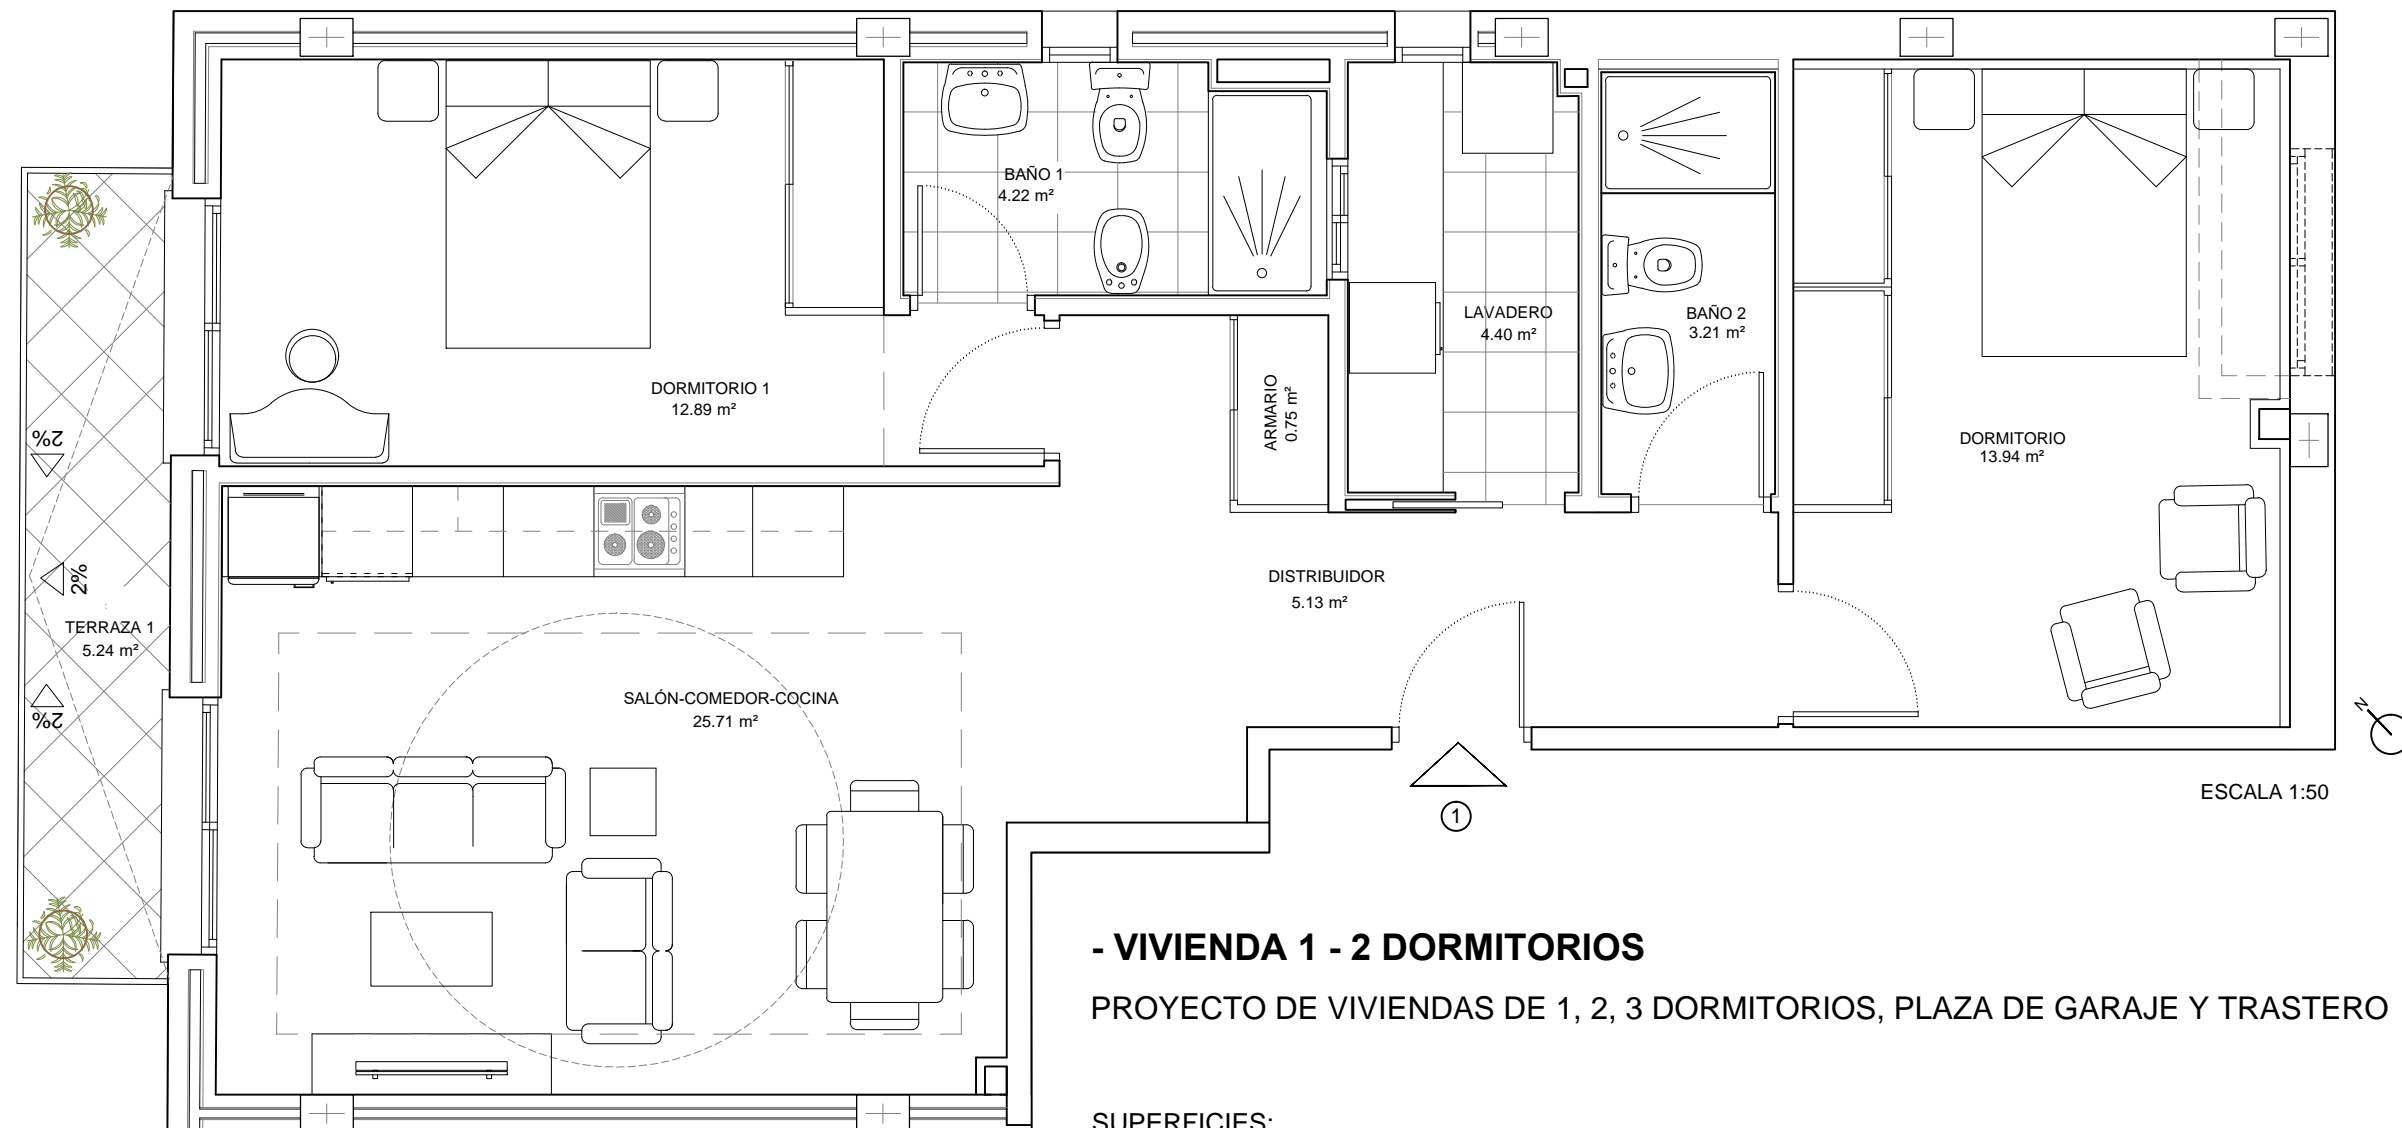 BAÑO 1
4.22 m²
DORMITORIO 1
12.89 m²
ARMARIO
0.75 m²
LAVADERO
4.40 m²
BAÑO 2
3.21 m²
DORMITORIO
13.94 m²
2%
2%
2%
TERRAZA 1
5.24 m²
DISTRIBUIDOR
5.13 m²
SALÓN-COMEDOR-COCINA
25.71 m²
N
ESCALA 1:50
1
- VIVIENDA 1 - 2 DORMITORIOS
PROYECTO DE VIVIENDAS DE 1, 2, 3 DORMITORIOS, PLAZA DE GARAJE Y TRASTERO
SUPERFICIES: